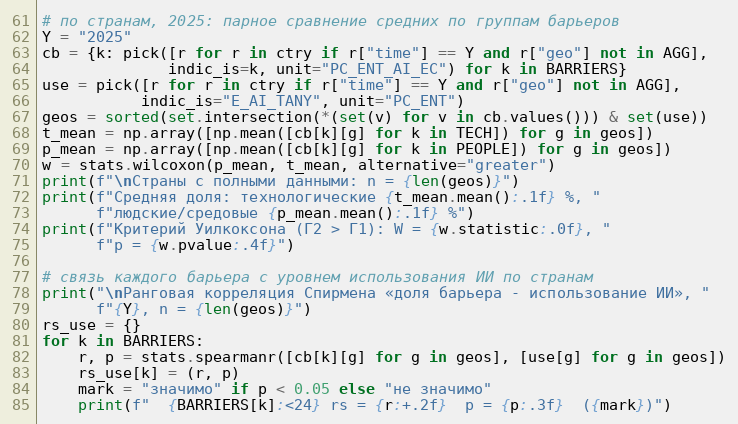 61 # по странам, 2025: парное сравнение средних по группам барьеров
62 Y = "2025"
63 cb = {k: pick([r for r in ctry if r["time"] == Y and r["geo"] not in AGG],
64               indic_is=k, unit="PC_ENT_AI_EC") for k in BARRIERS}
65 use = pick([r for r in ctry if r["time"] == Y and r["geo"] not in AGG],
66            indic_is="E_AI_TANY", unit="PC_ENT")
67 geos = sorted(set.intersection(*(set(v) for v in cb.values())) & set(use))
68 t_mean = np.array([np.mean([cb[k][g] for k in TECH]) for g in geos])
69 p_mean = np.array([np.mean([cb[k][g] for k in PEOPLE]) for g in geos])
70 w = stats.wilcoxon(p_mean, t_mean, alternative="greater")
71 print(f"\nСтраны с полными данными: n = {len(geos)}")
72 print(f"Средняя доля: технологические {t_mean.mean():.1f} %, "
73       f"людские/средовые {p_mean.mean():.1f} %")
74 print(f"Критерий Уилкоксона (Г2 > Г1): W = {w.statistic:.0f}, "
75       f"p = {w.pvalue:.4f}")
76
77 # связь каждого барьера с уровнем использования ИИ по странам
78 print("\nРанговая корреляция Спирмена «доля барьера - использование ИИ», "
79       f"{Y}, n = {len(geos)}")
80 rs_use = {}
81 for k in BARRIERS:
82     r, p = stats.spearmanr([cb[k][g] for g in geos], [use[g] for g in geos])
83     rs_use[k] = (r, p)
84     mark = "значимо" if p < 0.05 else "не значимо"
85     print(f"  {BARRIERS[k]:<24} rs = {r:+.2f}  p = {p:.3f}  ({mark})")